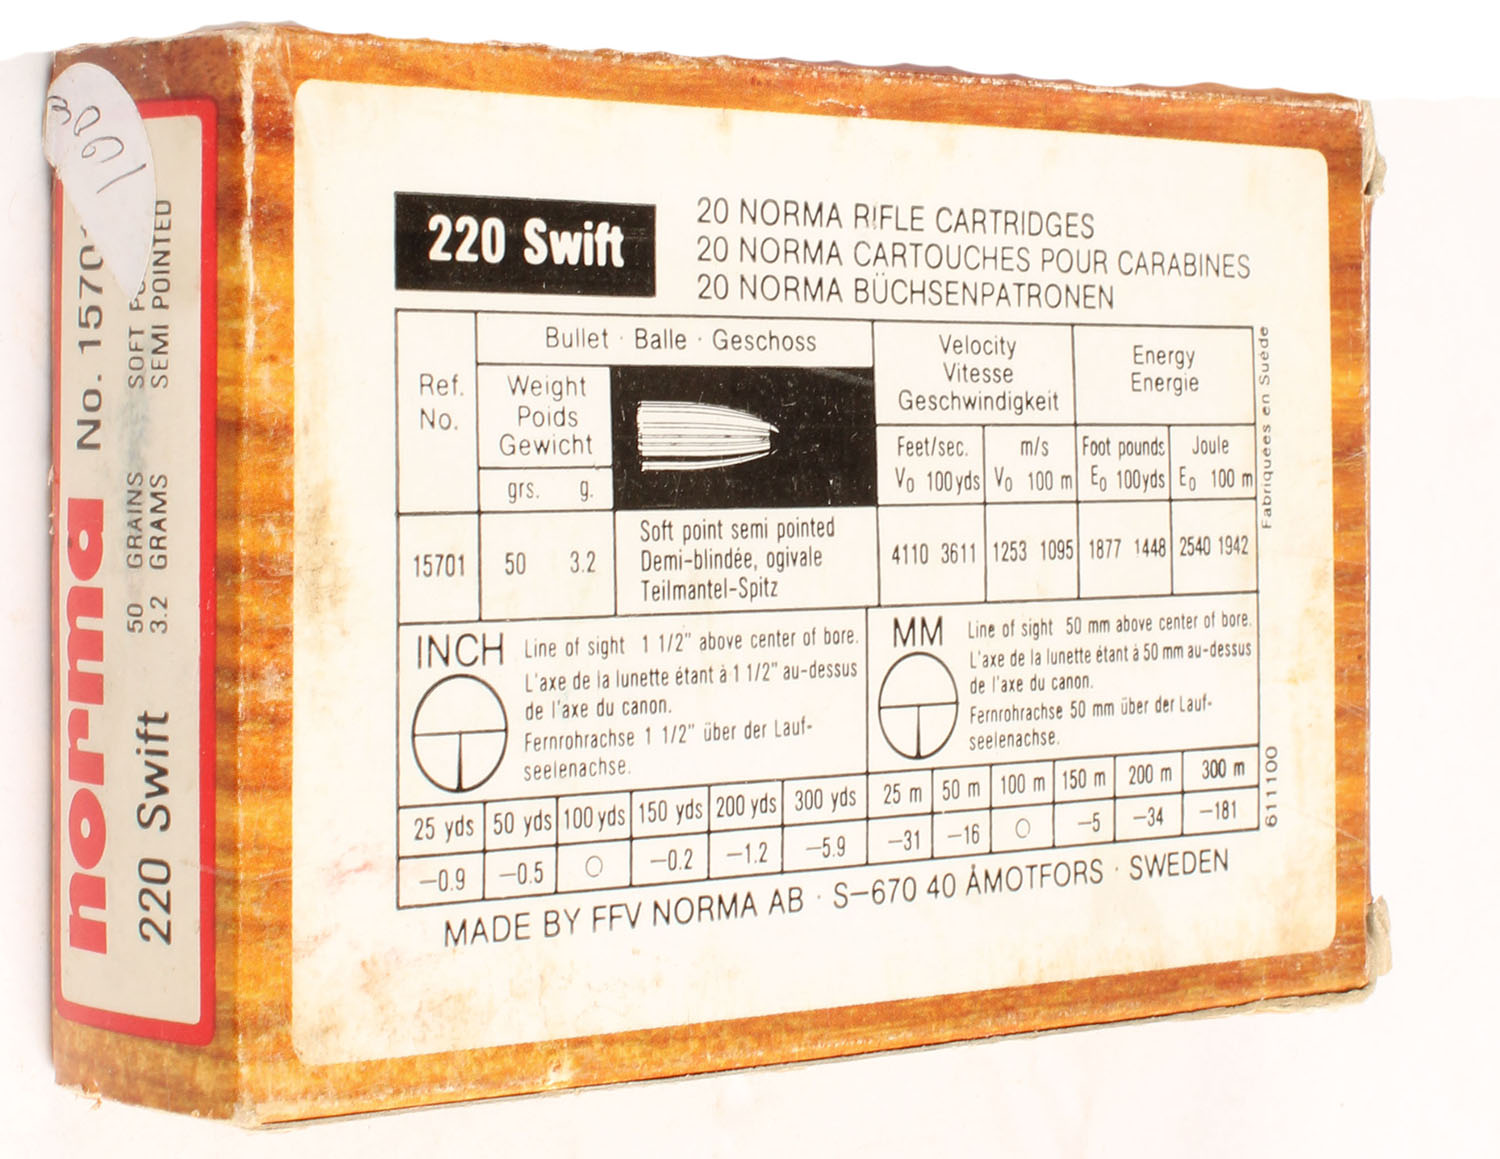 norma No. 1570
50 GRAINS SOFT
3.2 GRAMS SEMI POINTED
220 Swift
220 Swift
20 NORMA RIFLE CARTRIDGES
20 NORMA CARTOUCHES POUR CARABINES
20 NORMA BÜCHSENPATRONEN
Ref. No.
Bullet · Balle · Geschoss
Weight
Poids
Gewicht
grs. g.
Velocity
Vitesse
Geschwindigkeit
Energy
Energie
Feet/sec. m/s Foot pounds Joule
V0 100yds V0 100 m E0 100yds E0 100 m
15701 50 3.2
Soft point semi pointed
Demi-blindée, ogivale
Teilmantel-Spitz
4110 3611 1253 1095 1877 1448 2540 1942
INCH
Line of sight 1 1/2" above center of bore.
L'axe de la lunette étant à 1 1/2" au-dessus
de l'axe du canon.
Fernrohrachse 1 1/2" über der Lauf-
seelenachse.
MM
Line of sight 50 mm above center of bore.
L'axe de la lunette étant à 50 mm au-dessus
de l'axe du canon.
Fernrohrachse 50 mm über der Lauf-
seelenachse.
25 yds 50 yds 100 yds 150 yds 200 yds 300 yds 25 m 50 m 100 m 150 m 200 m 300 m
–0.9 –0.5 O –0.2 –1.2 –5.9 –31 –16 O –5 –34 –181
MADE BY FFV NORMA AB · S–670 40 ÅMOTFORS · SWEDEN
Fabriquées en Suède
611100